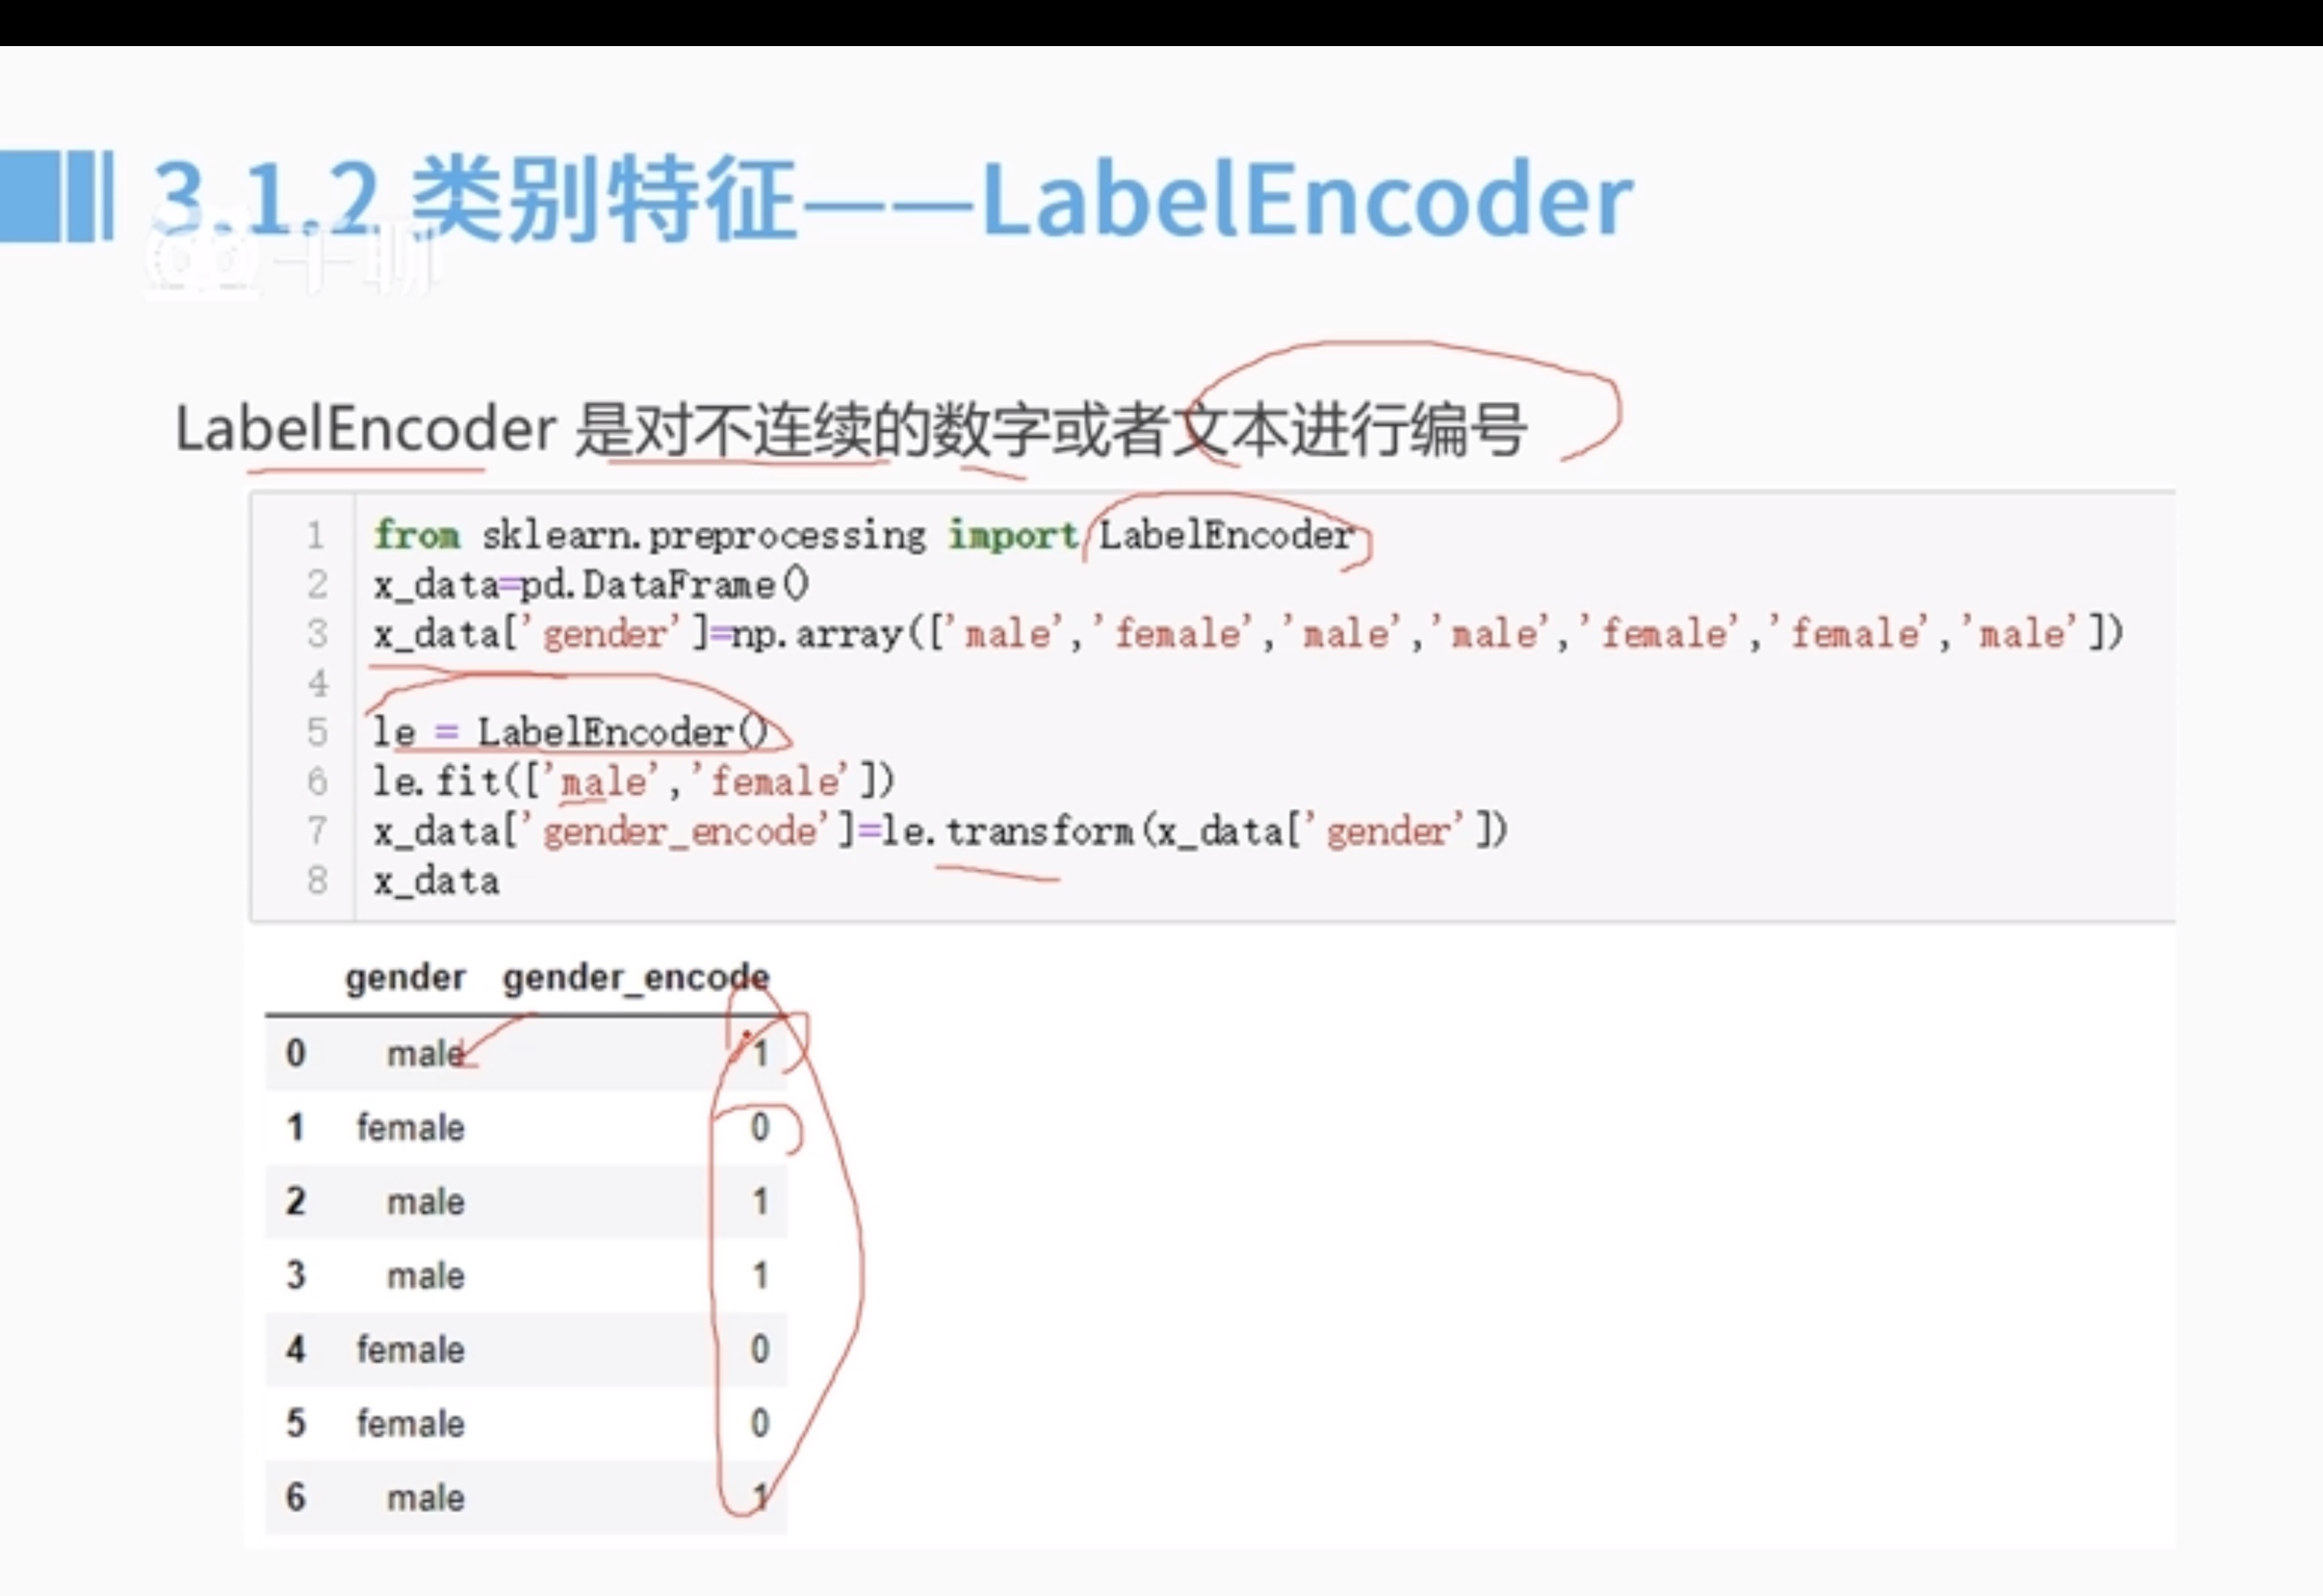 3.1.2 类别特征——LabelEncoder
千聊
LabelEncoder 是对不连续的数字或者文本进行编号
1 from sklearn.preprocessing import LabelEncoder
2 x_data=pd.DataFrame()
3 x_data['gender']=np.array(['male','female','male','male','female','female','male'])
4
5 le = LabelEncoder()
6 le.fit(['male','female'])
7 x_data['gender_encode']=le.transform(x_data['gender'])
8 x_data
gender gender_encode
0 male 1
1 female 0
2 male 1
3 male 1
4 female 0
5 female 0
6 male 1